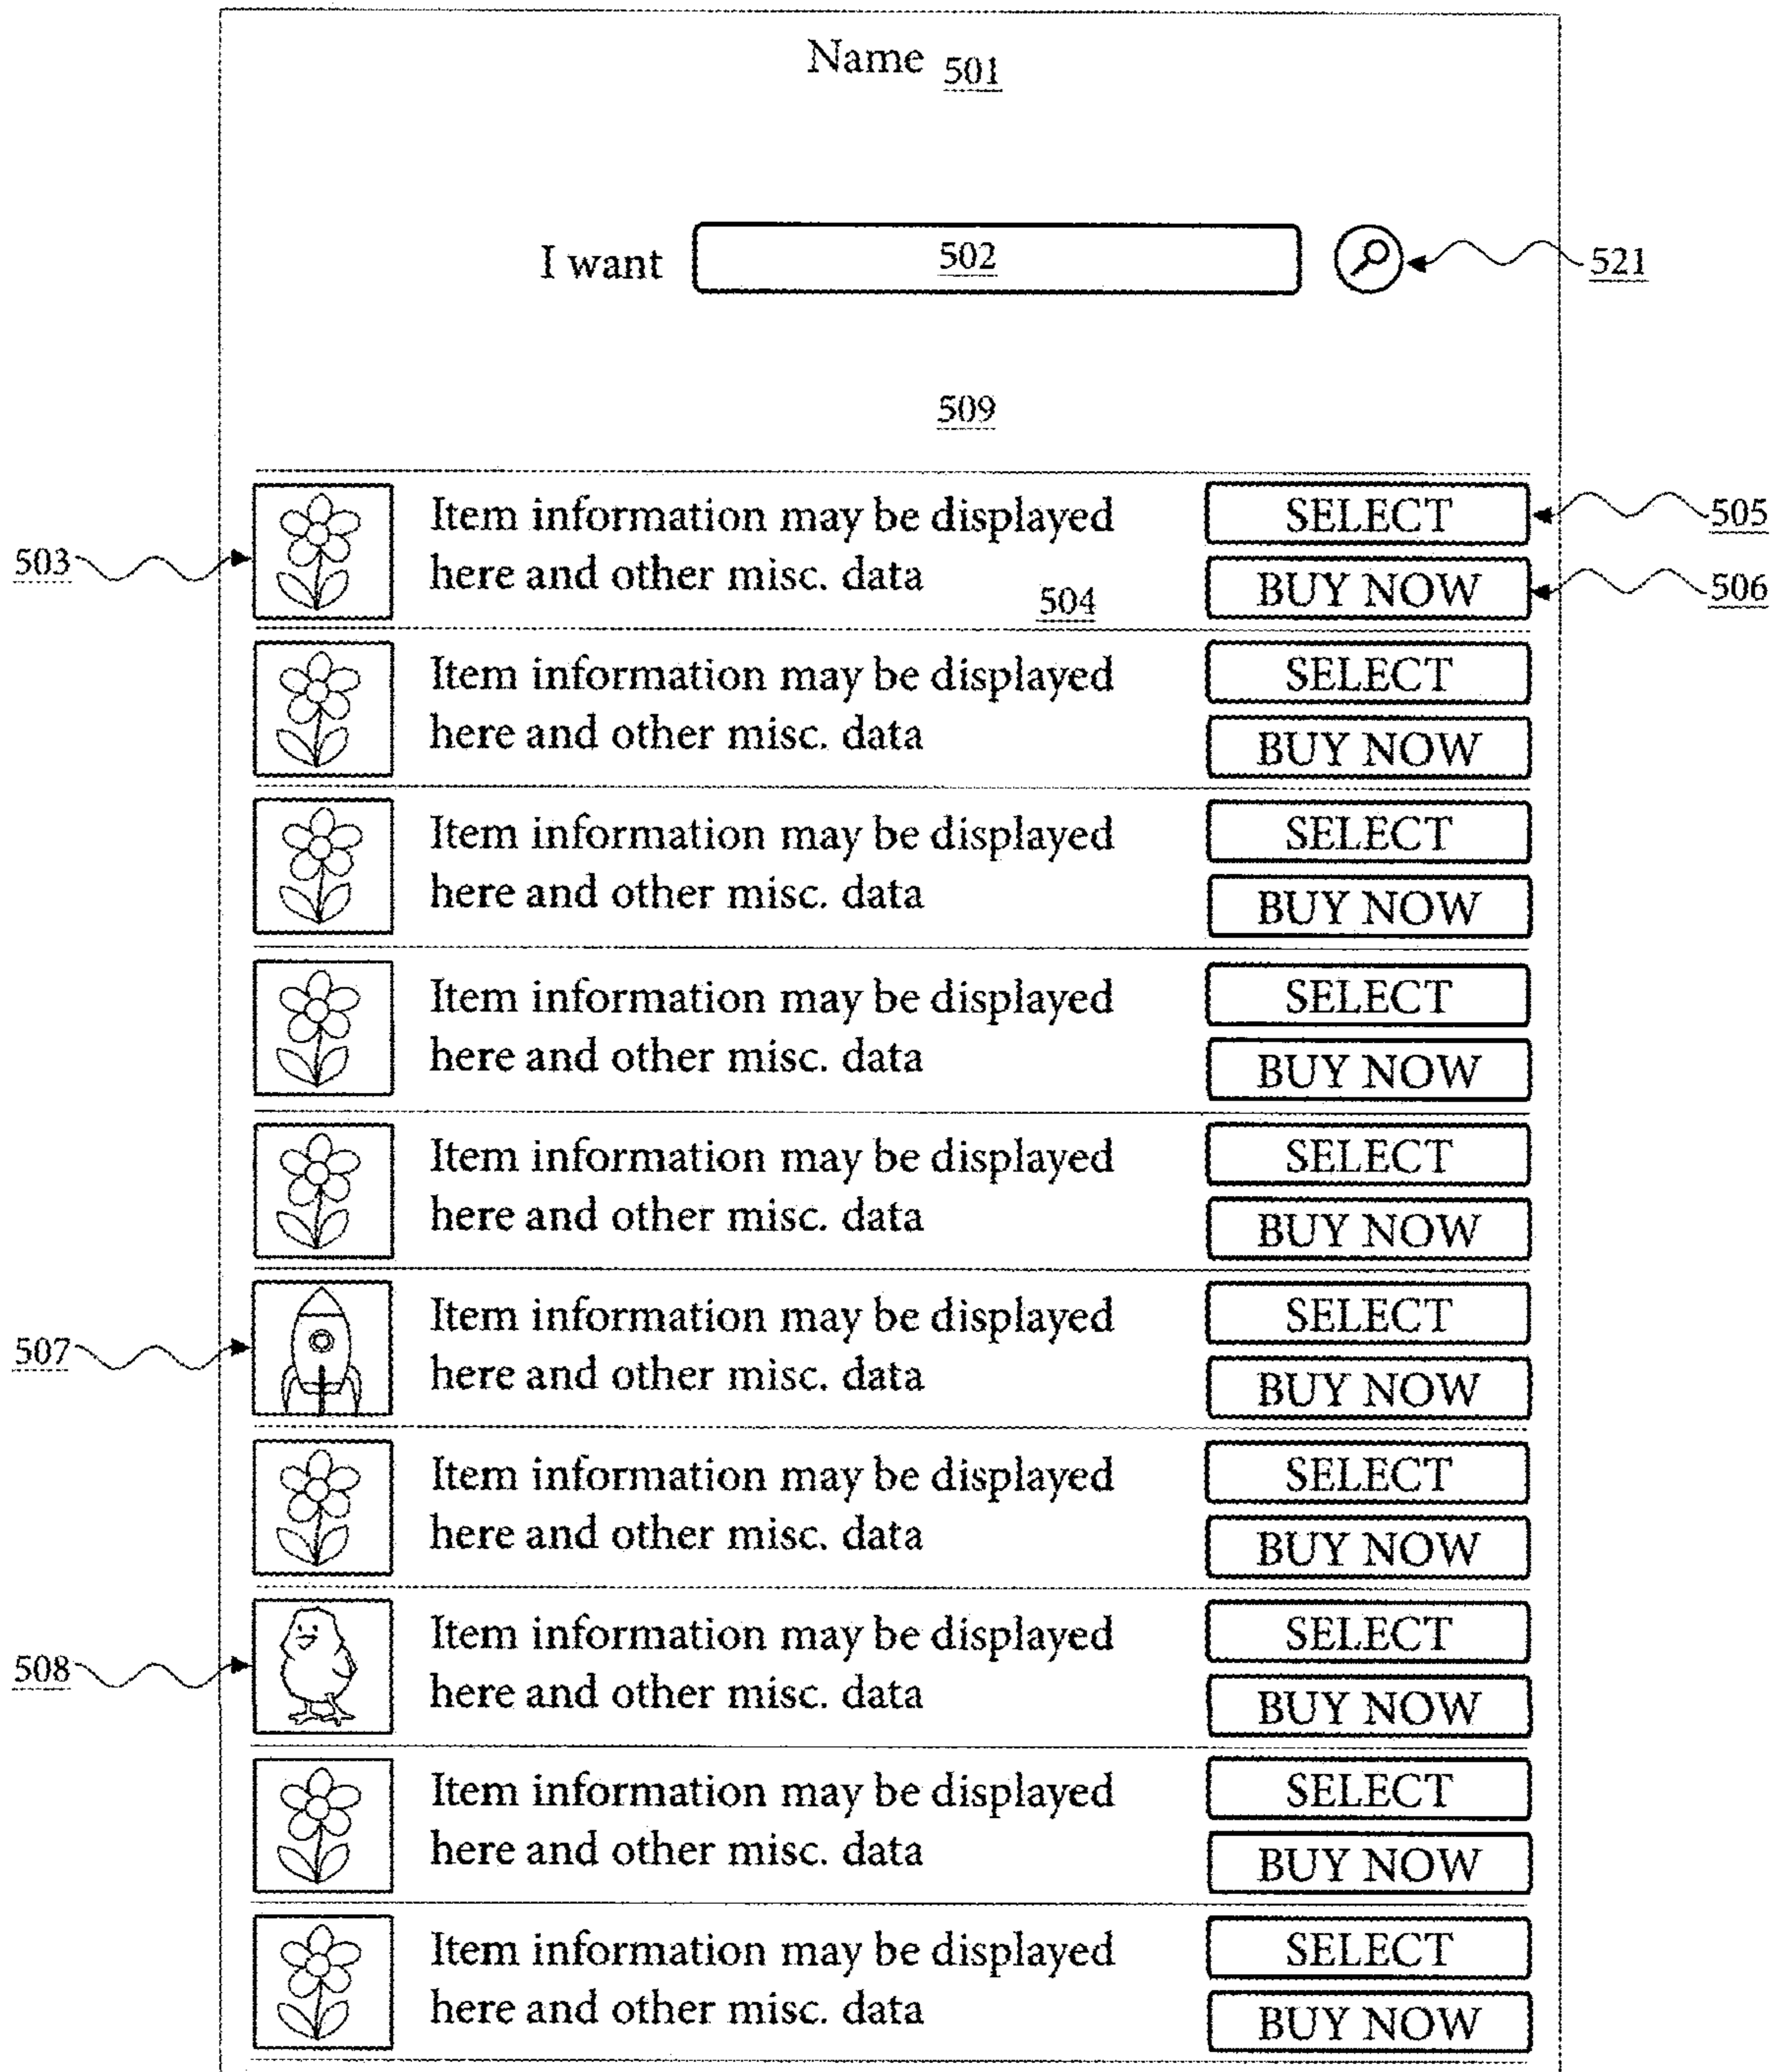 Name 501
I want 502 521
509
Item information may be displayed SELECT 505
503 here and other misc. data 504 BUY NOW 506
Item information may be displayed SELECT
here and other misc. data BUY NOW
Item information may be displayed SELECT
here and other misc. data BUY NOW
Item information may be displayed SELECT
here and other misc. data BUY NOW
Item information may be displayed SELECT
here and other misc. data BUY NOW
Item information may be displayed SELECT
507 here and other misc. data BUY NOW
Item information may be displayed SELECT
here and other misc. data BUY NOW
Item information may be displayed SELECT
508 here and other misc. data BUY NOW
Item information may be displayed SELECT
here and other misc. data BUY NOW
Item information may be displayed SELECT
here and other misc. data BUY NOW